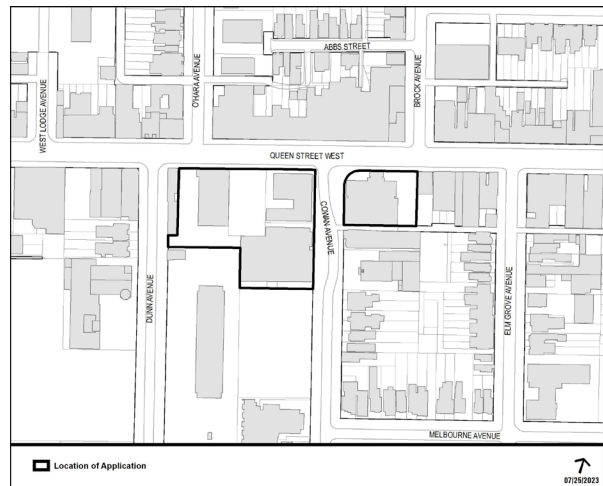 ABBS STREET
WEST LODGE AVENUE
O'HARA AVENUE
BROCK AVENUE
QUEEN STREET WEST
COWAN AVENUE
DUNN AVENUE
ELM GROVE AVENUE
MELBOURNE AVENUE
Location of Application
07/25/2023